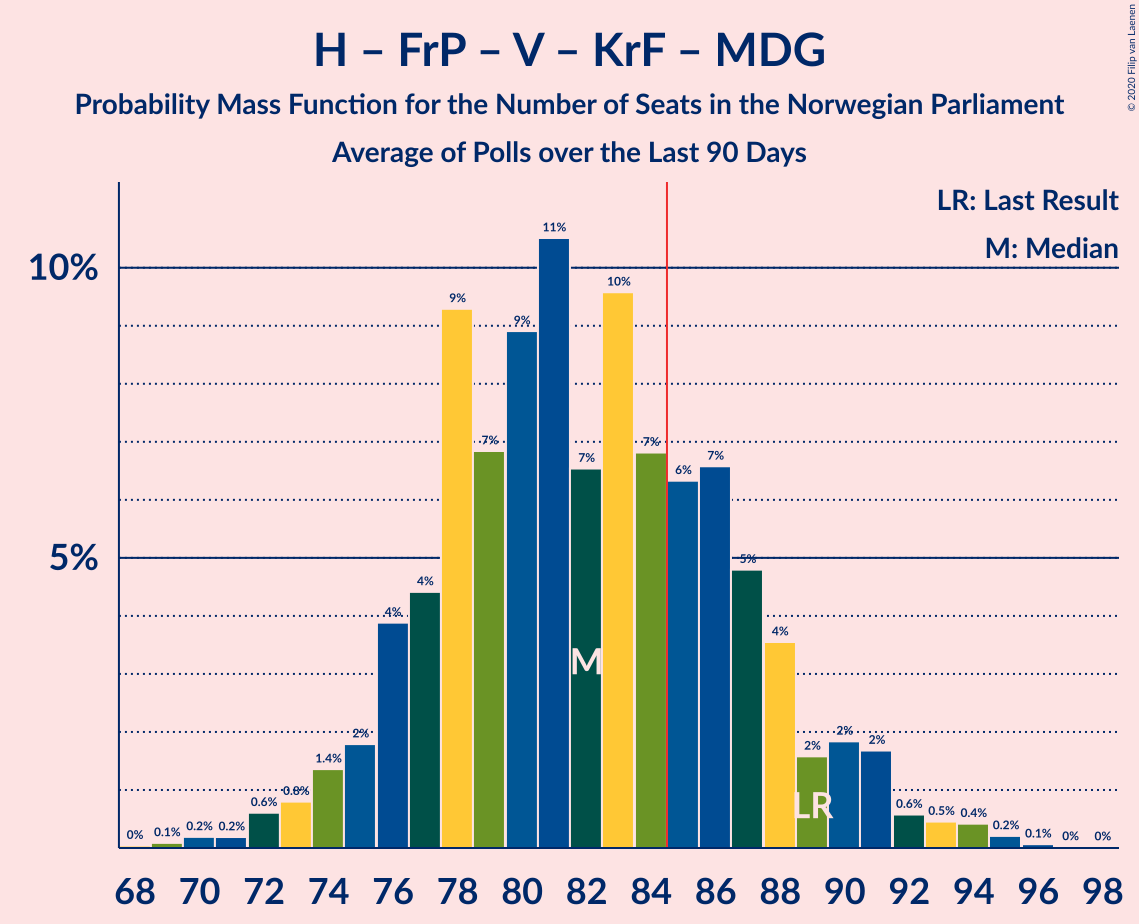 H – FrP – V – KrF – MDG
Probability Mass Function for the Number of Seats in the Norwegian Parliament
Average of Polls over the Last 90 Days
© 2020 Filip van Laenen
LR: Last Result
M: Median
10%
5%
0% 0.1% 0.2% 0.2% 0.6% 0.8% 1.4% 2% 4% 4% 9% 7% 9% 11% 7% 10% 7% 6% 7% 5% 4% 2% 2% 2% 0.6% 0.5% 0.4% 0.2% 0.1% 0% 0%
M
LR
68 70 72 74 76 78 80 82 84 86 88 90 92 94 96 98